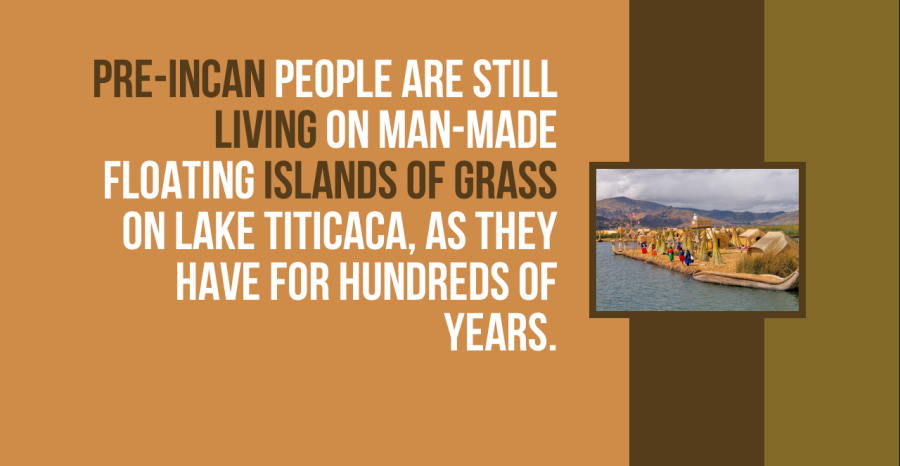 PRE-INCAN PEOPLE ARE STILL
LIVING ON MAN-MADE
FLOATING ISLANDS OF GRASS
ON LAKE TITICACA, AS THEY
HAVE FOR HUNDREDS OF
YEARS.